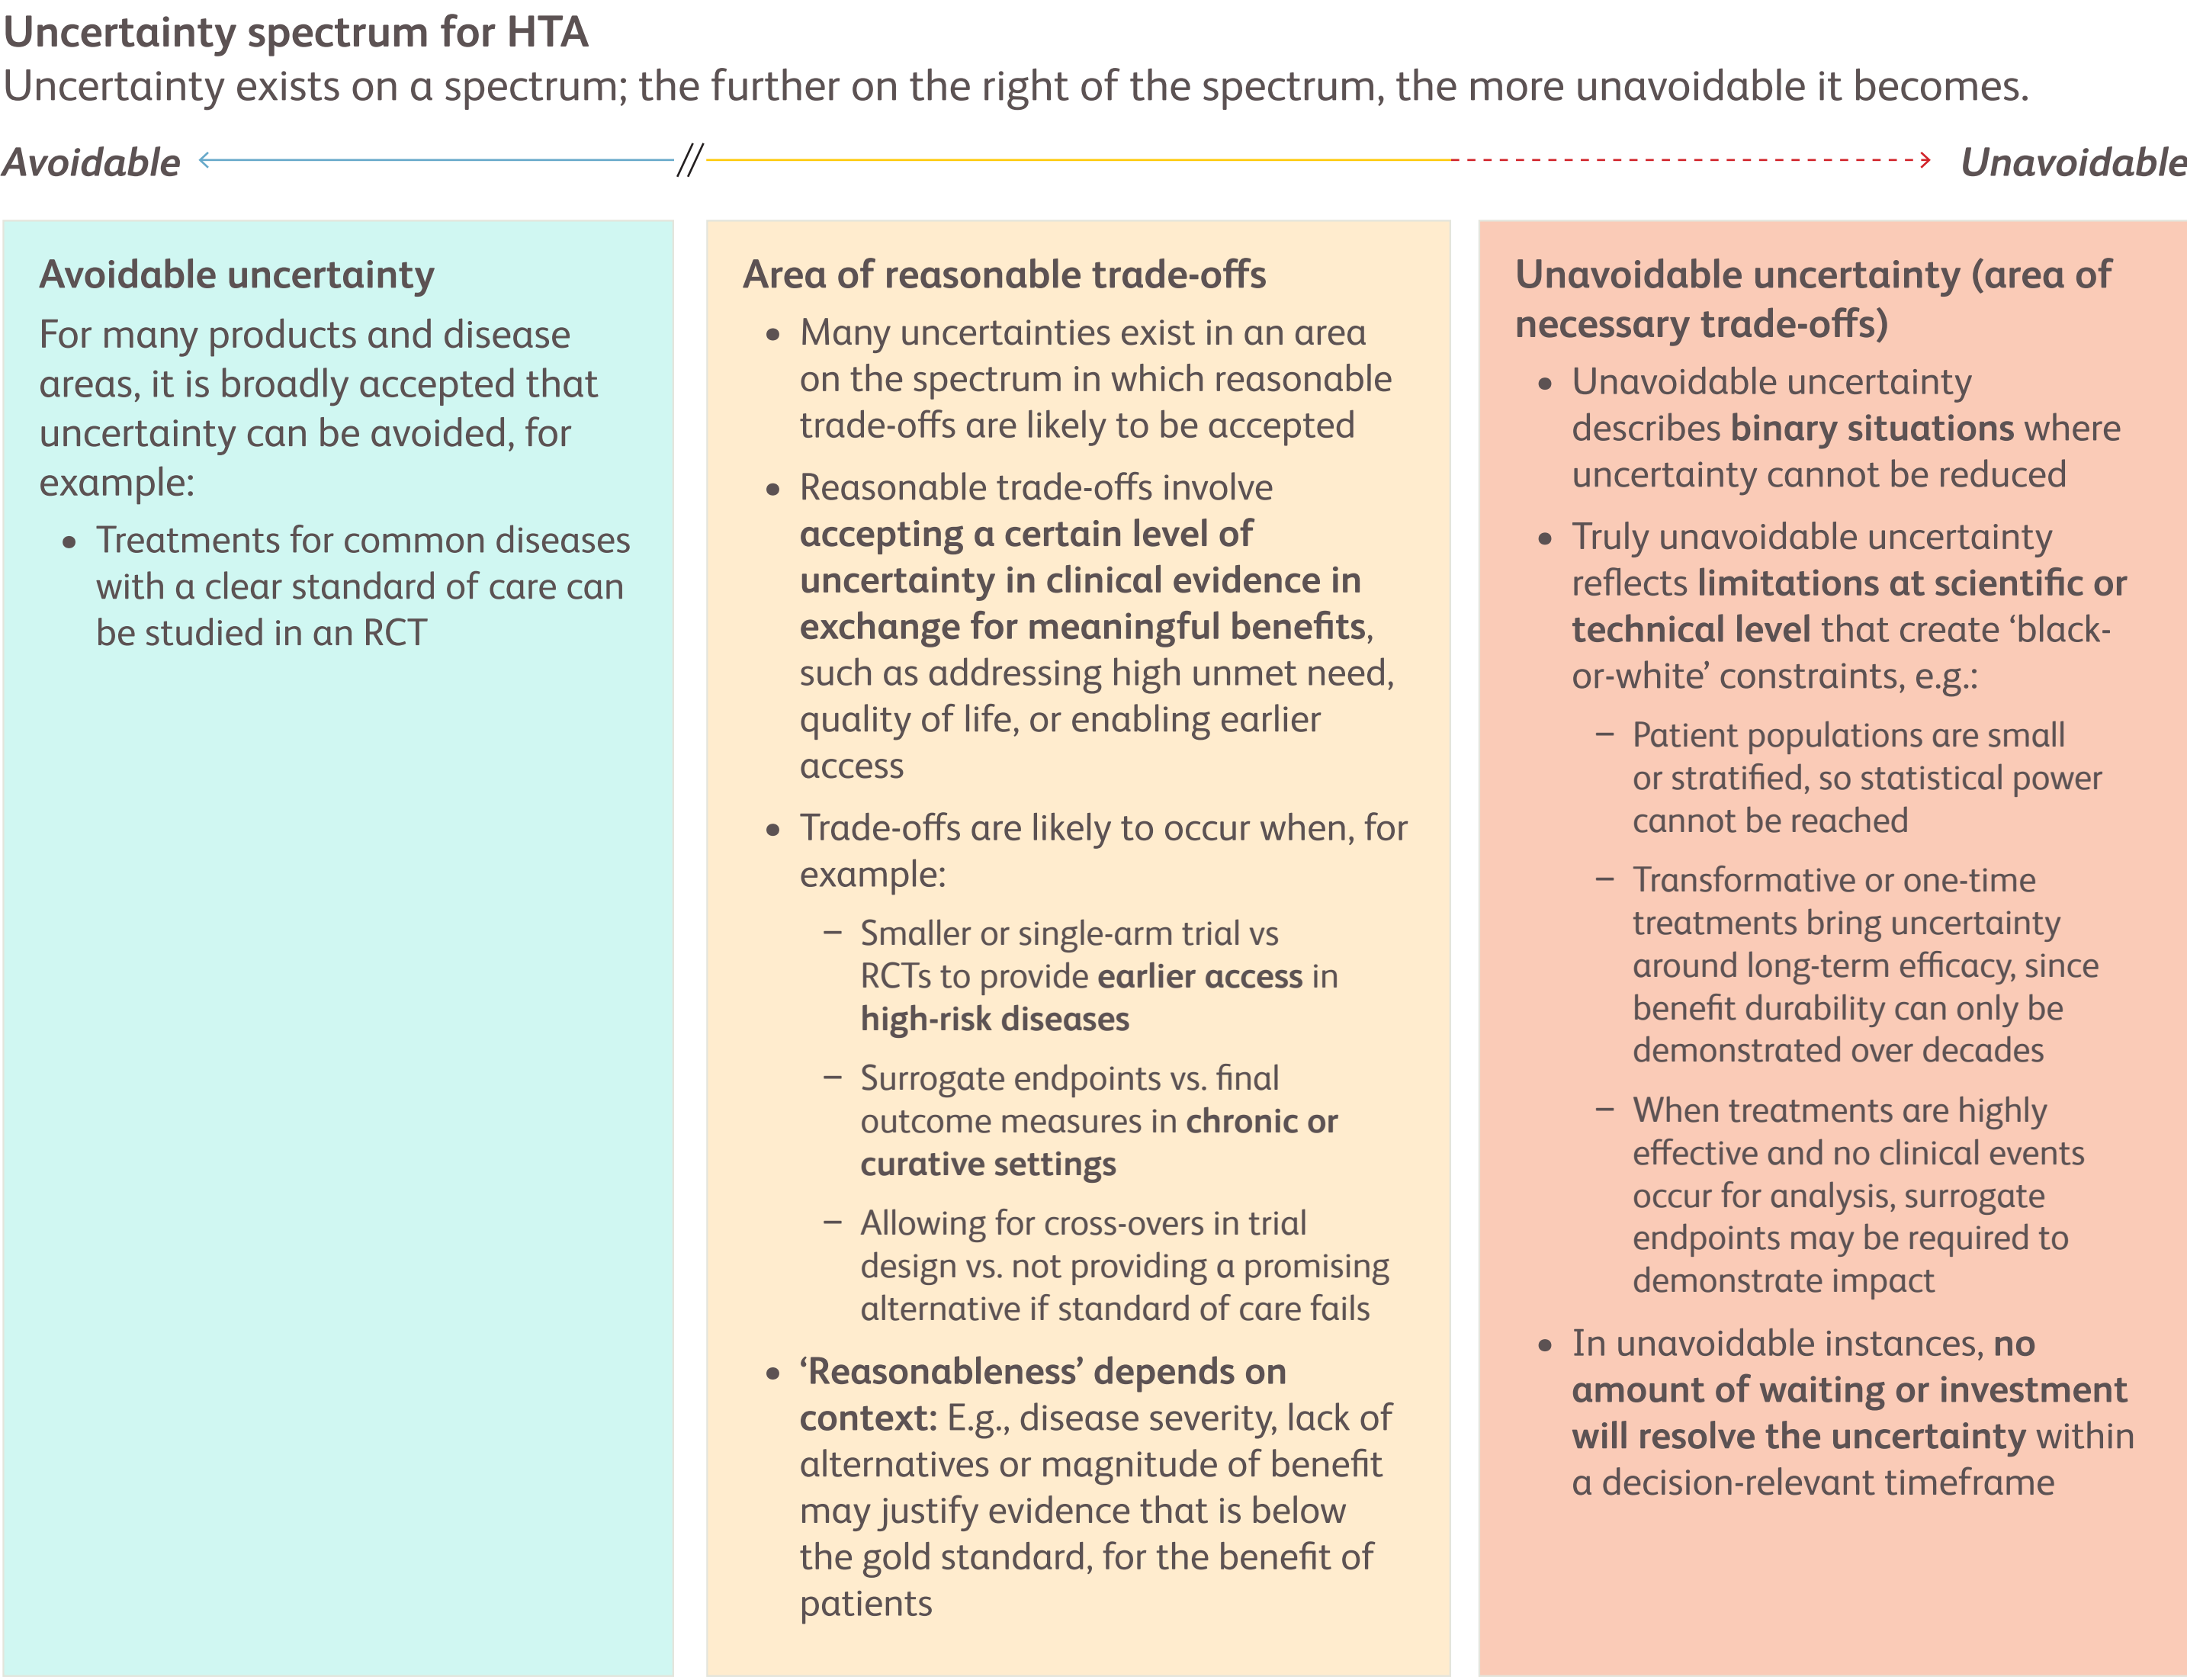 Uncertainty spectrum for HTA
Uncertainty exists on a spectrum; the further on the right of the spectrum, the more unavoidable it becomes.
Avoidable // Unavoidable
Avoidable uncertainty
For many products and disease
areas, it is broadly accepted that
uncertainty can be avoided, for
example:
• Treatments for common diseases
with a clear standard of care can
be studied in an RCT
Area of reasonable trade-offs
• Many uncertainties exist in an area
on the spectrum in which reasonable
trade-offs are likely to be accepted
• Reasonable trade-offs involve
accepting a certain level of
uncertainty in clinical evidence in
exchange for meaningful benefits,
such as addressing high unmet need,
quality of life, or enabling earlier
access
• Trade-offs are likely to occur when, for
example:
– Smaller or single-arm trial vs
RCTs to provide earlier access in
high-risk diseases
– Surrogate endpoints vs. final
outcome measures in chronic or
curative settings
– Allowing for cross-overs in trial
design vs. not providing a promising
alternative if standard of care fails
• ‘Reasonableness’ depends on
context: E.g., disease severity, lack of
alternatives or magnitude of benefit
may justify evidence that is below
the gold standard, for the benefit of
patients
Unavoidable uncertainty (area of
necessary trade-offs)
• Unavoidable uncertainty
describes binary situations where
uncertainty cannot be reduced
• Truly unavoidable uncertainty
reflects limitations at scientific or
technical level that create ‘black-
or-white’ constraints, e.g.:
– Patient populations are small
or stratified, so statistical power
cannot be reached
– Transformative or one-time
treatments bring uncertainty
around long-term efficacy, since
benefit durability can only be
demonstrated over decades
– When treatments are highly
effective and no clinical events
occur for analysis, surrogate
endpoints may be required to
demonstrate impact
• In unavoidable instances, no
amount of waiting or investment
will resolve the uncertainty within
a decision-relevant timeframe